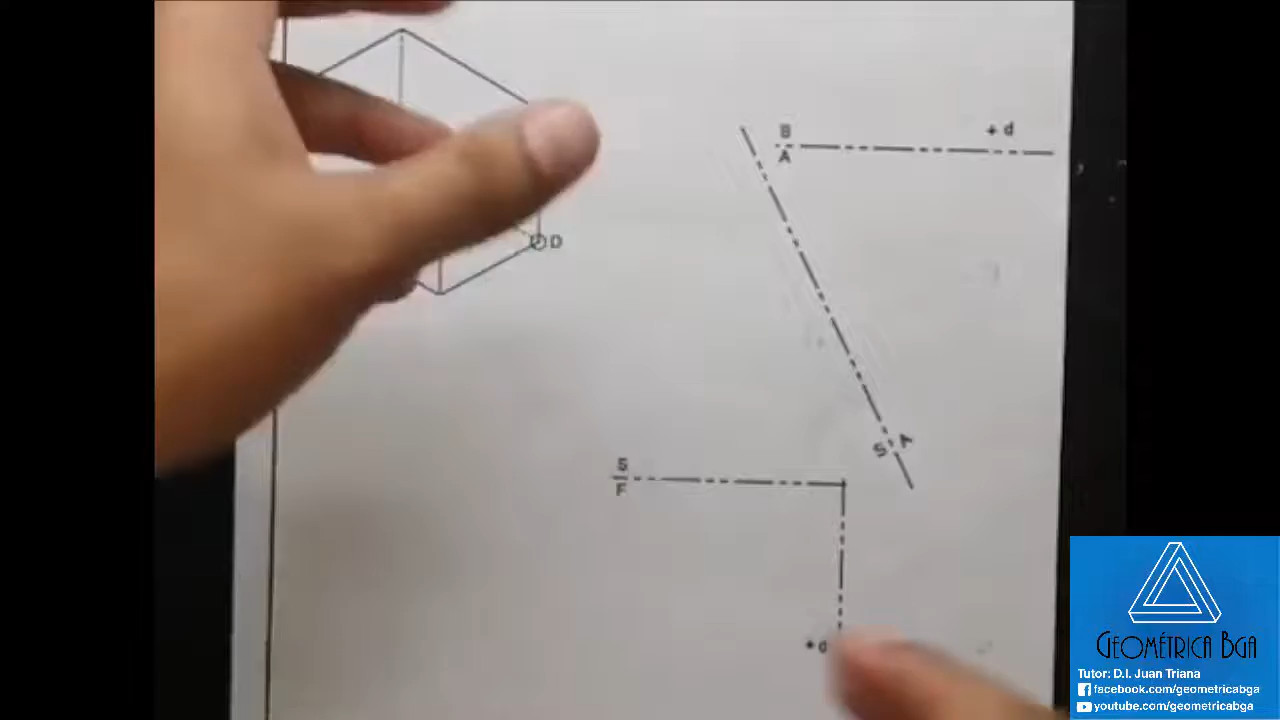 B
+ d
A
D
S A
S
F
+d
GEOMÉTRICA BGA
Tutor: D.I. Juan Triana
facebook.com/geometricabga
youtube.com/geometricabga